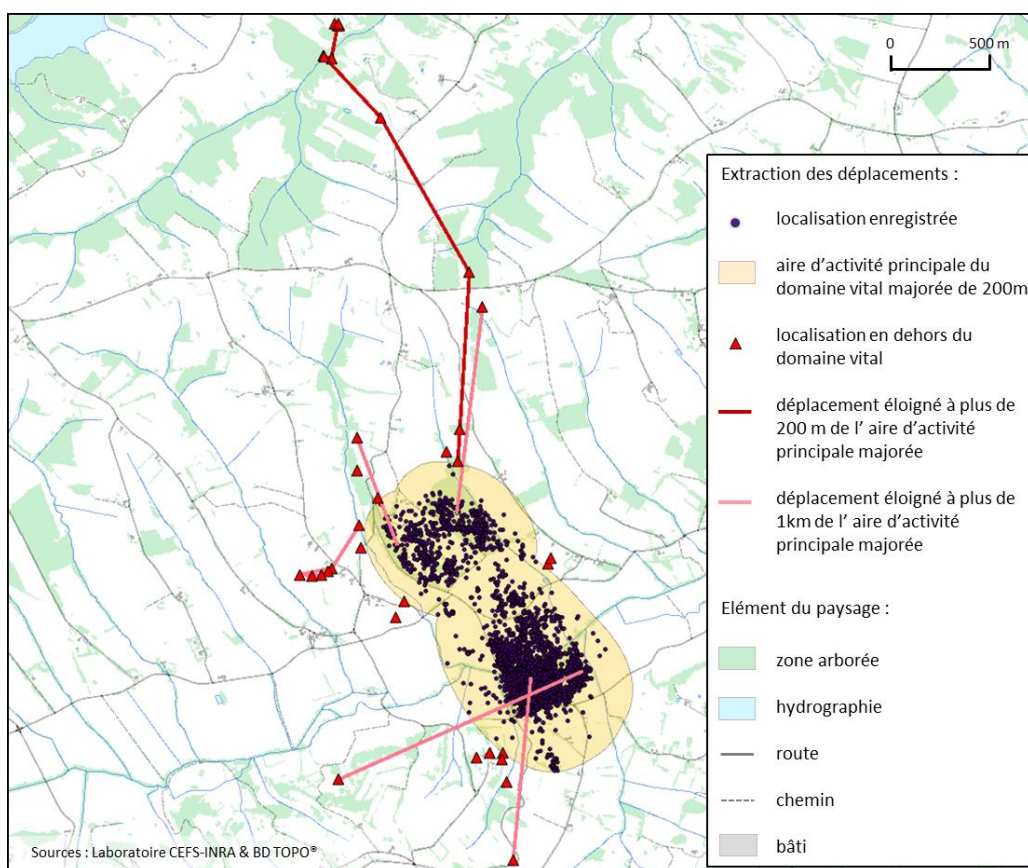 0 500 m
Extraction des déplacements :
localisation enregistrée
aire d’activité principale du
domaine vital majorée de 200m
localisation en dehors du
domaine vital
déplacement éloigné à plus de
200 m de l’ aire d’activité
principale majorée
déplacement éloigné à plus de
1km de l’ aire d’activité
principale majorée
Elément du paysage :
zone arborée
hydrographie
route
chemin
bâti
Sources : Laboratoire CEFS-INRA & BD TOPO®